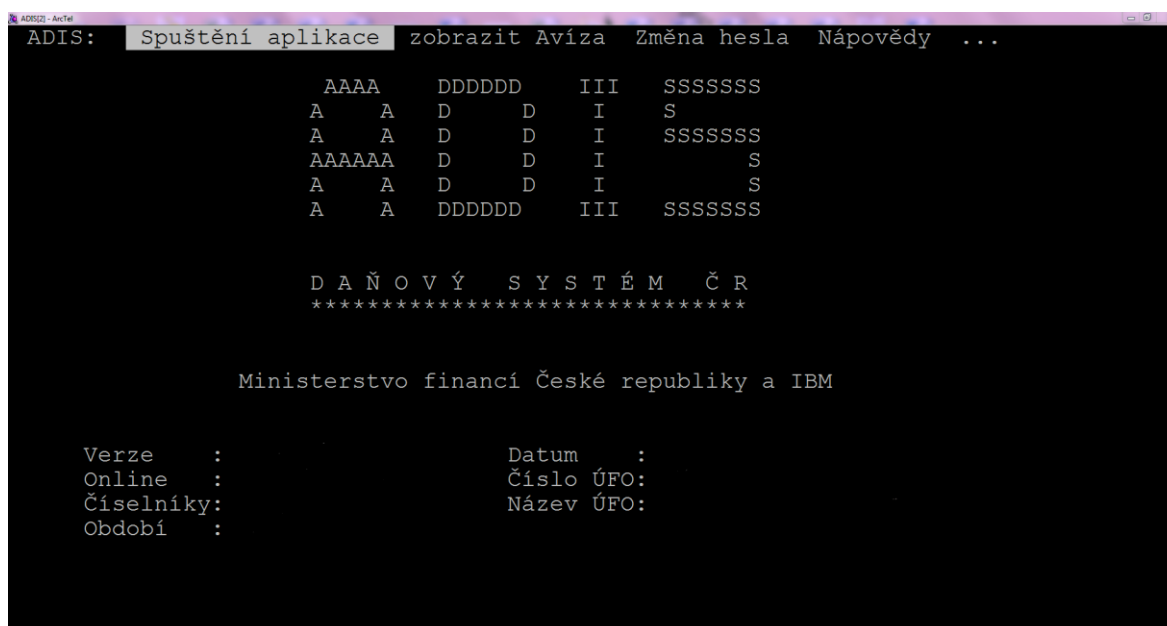 ADIS[2] - ArcTel
ADIS: Spuštění aplikace zobrazit Avíza Změna hesla Nápovědy ...
AAAA DDDDDD III SSSSSSS
A A D D I S
A A D D I SSSSSSS
AAAAAA D D I S
A A D D I S
A A DDDDDD III SSSSSSS
D A Ň O V Ý S Y S T É M Č R
*******************************
Ministerstvo financí České republiky a IBM
Verze : Datum :
Online : Číslo ÚFO:
Číselníky: Název ÚFO:
Období :